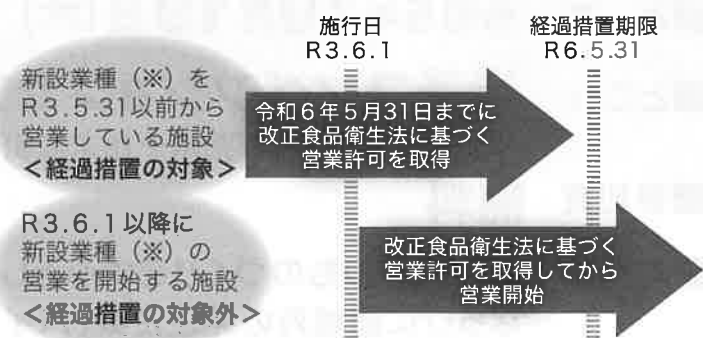 施行日
R3.6.1
経過措置期限
R6.5.31
新設業種（※）を
R3.5.31以前から
営業している施設
＜経過措置の対象＞
令和6年5月31日までに
改正食品衛生法に基づく
営業許可を取得
R3.6.1以降に
新設業種（※）の
営業を開始する施設
＜経過措置の対象外＞
改正食品衛生法に基づく
営業許可を取得してから
営業開始